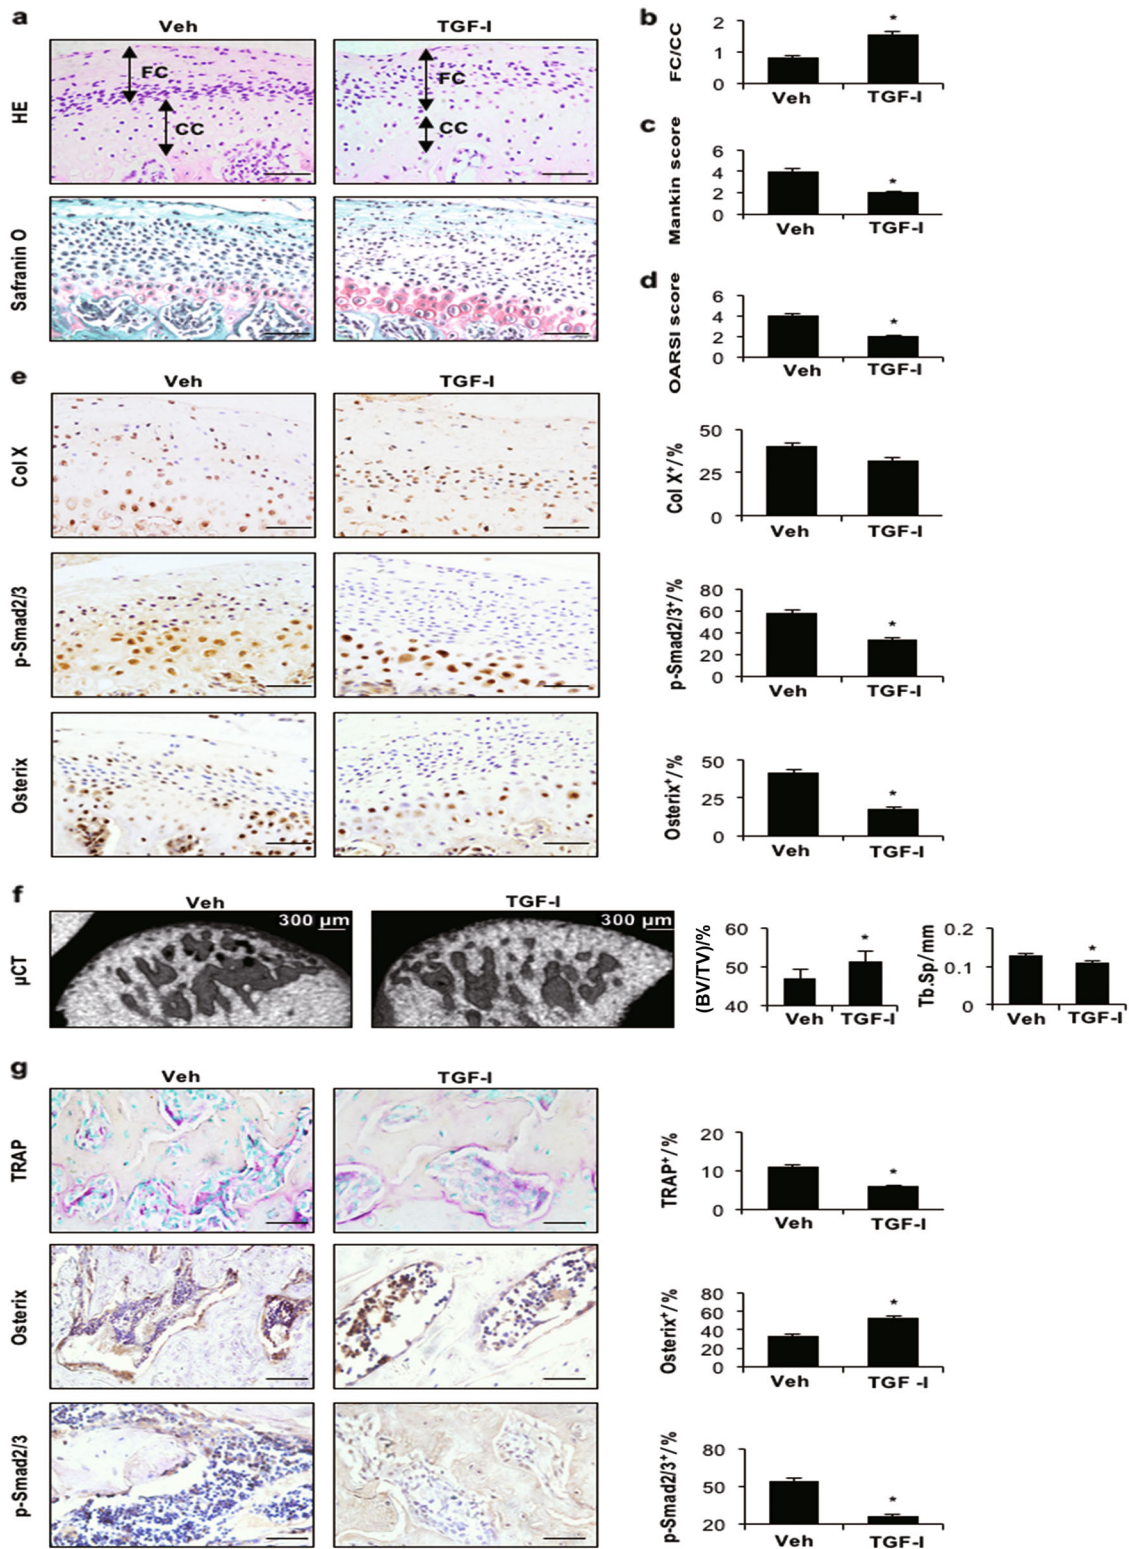 a
Veh
TGF-I
HE
FC
CC
FC
CC
Safranin O
b
FC/CC
2
1
0
*
Veh
TGF-I
c
Mankin score
6
4
2
0
*
Veh
TGF-I
d
OARSI score
6
4
2
0
*
Veh
TGF-I
e
Veh
TGF-I
Col X
Col X⁺/%
50
25
0
Veh
TGF-I
p-Smad2/3
p-Smad2/3⁺/%
80
60
40
20
0
*
Veh
TGF-I
Osterix
Osterix⁺/%
50
25
0
*
Veh
TGF-I
f
Veh
TGF-I
μCT
300 μm
300 μm
(BV/TV)/%
60
50
40
*
Veh
TGF-I
Tb.Sp/mm
0.2
0.1
0
*
Veh
TGF-I
g
Veh
TGF-I
TRAP
TRAP⁺/%
20
10
0
*
Veh
TGF-I
Osterix
Osterix⁺/%
80
60
40
20
0
*
Veh
TGF -I
p-Smad2/3
p-Smad2/3⁺/%
80
50
20
*
Veh
TGF-I